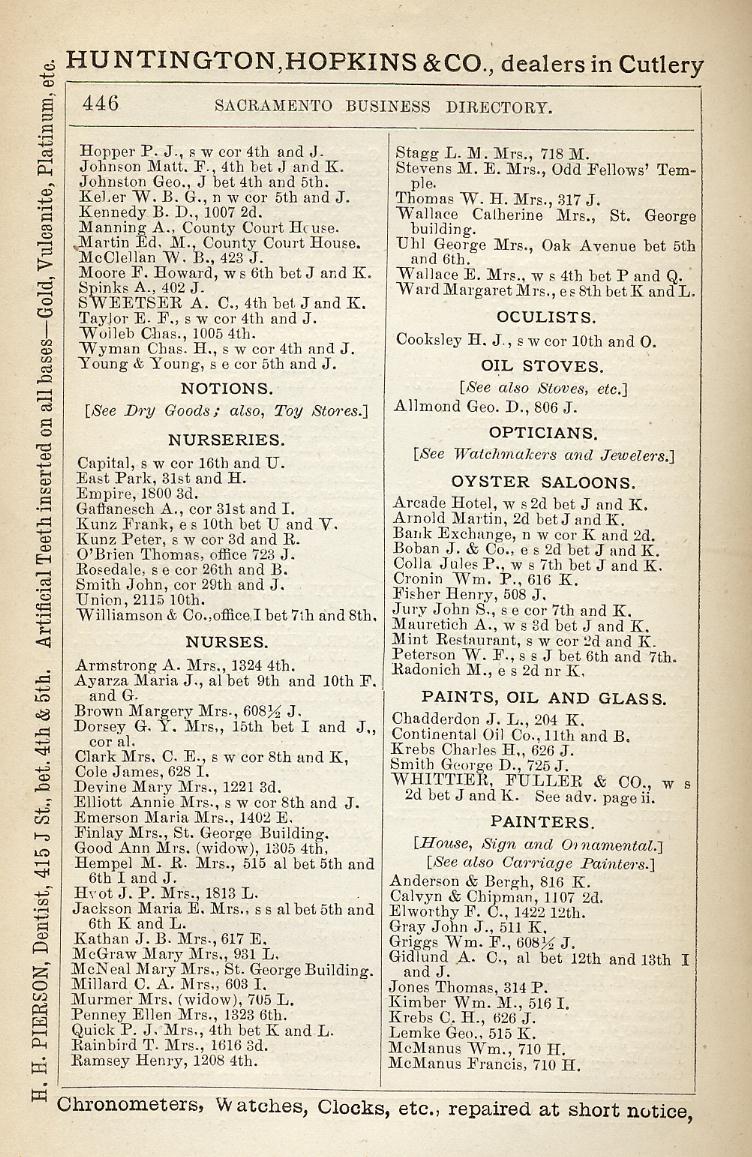 HUNTINGTON, HOPKINS & CO., dealers in Cutlery
446 SACRAMENTO BUSINESS DIRECTORY.
Hopper P. J., s w cor 4th and J.
Johnson Matt. F., 4th bet J and K.
Johnston Geo., J bet 4th and 5th.
Keller W. B. G., n w cor 5th and J.
Kennedy B. D., 1007 2d.
Manning A., County Court House.
Martin Ed. M., County Court House.
McClellan W. B., 423 J.
Moore F. Howard, w s 6th bet J and K.
Spinks A., 402 J.
SWEETSER A. C., 4th bet J and K.
Taylor E. F., s w cor 4th and J.
Wolleb Chas., 1005 4th.
Wyman Chas. H., s w cor 4th and J.
Young & Young, s e cor 5th and J.
NOTIONS.
[See Dry Goods; also, Toy Stores.]
NURSERIES.
Capital, s w cor 16th and U.
East Park, 31st and H.
Empire, 1800 3d.
Gaffanesch A., cor 31st and I.
Kunz Frank, e s 10th bet U and V.
Kunz Peter, s w cor 3d and R.
O'Brien Thomas, office 723 J.
Rosedale, s e cor 26th and B.
Smith John, cor 29th and J.
Union, 2115 10th.
Williamson & Co., office I bet 7th and 8th.
NURSES.
Armstrong A. Mrs., 1324 4th.
Ayarza Maria J., al bet 9th and 10th F.
and G.
Brown Margery Mrs., 608½ J.
Dorsey G. Y. Mrs., 15th bet I and J.,
cor al.
Clark Mrs. C. E., s w cor 8th and K,
Cole James, 628 I.
Devine Mary Mrs., 1221 3d.
Elliott Annie Mrs., s w cor 8th and J.
Emerson Maria Mrs., 1402 E.
Finlay Mrs., St. George Building.
Good Ann Mrs. (widow), 1305 4th.
Hempel M. R. Mrs., 515 al bet 5th and
6th I and J.
Hyot J. P. Mrs., 1813 L.
Jackson Maria E. Mrs., s s al bet 5th and
6th K and L.
Kathan J. B. Mrs., 617 E.
McGraw Mary Mrs., 931 L.
McNeal Mary Mrs., St. George Building.
Millard C. A. Mrs., 603 I.
Murmer Mrs. (widow), 705 L.
Penney Ellen Mrs., 1323 6th.
Quick P. J. Mrs., 4th bet K and L.
Rainbird T. Mrs., 1616 3d.
Ramsey Henry, 1208 4th.
Stagg L. M. Mrs., 718 M.
Stevens M. E. Mrs., Odd Fellows' Tem-
ple.
Thomas W. H. Mrs., 317 J.
Wallace Catherine Mrs., St. George
building.
Uhl George Mrs., Oak Avenue bet 5th
and 6th.
Wallace E. Mrs., w s 4th bet P and Q.
Ward Margaret Mrs., e s 8th bet K and L.
OCULISTS.
Cooksley H. J., s w cor 10th and O.
OIL STOVES.
[See also Stoves, etc.]
Allmond Geo. D., 806 J.
OPTICIANS.
[See Watchmakers and Jewelers.]
OYSTER SALOONS.
Arcade Hotel, w s 2d bet J and K.
Arnold Martin, 2d bet J and K.
Bank Exchange, n w cor K and 2d.
Boban J. & Co., e s 2d bet J and K.
Colla Jules P., w s 7th bet J and K.
Cronin Wm. P., 616 K.
Fisher Henry, 508 J.
Jury John S., s e cor 7th and K.
Mauretich A., w s 3d bet J and K.
Mint Restaurant, s w cor 2d and K.
Peterson W. F., s s J bet 6th and 7th.
Radonich M., e s 2d nr K.
PAINTS, OIL AND GLASS.
Chadderdon J. L., 204 K.
Continental Oil Co., 11th and B.
Krebs Charles H., 626 J.
Smith George D., 725 J.
WHITTIER, FULLER & CO., w s
2d bet J and K. See adv. page ii.
PAINTERS.
[House, Sign and Ornamental.]
[See also Carriage Painters.]
Anderson & Bergh, 816 K.
Calvyn & Chipman, 1107 2d.
Elworthy F. C., 1422 12th.
Gray John J., 511 K.
Griggs Wm. F., 608½ J.
Gidlund A. C., al bet 12th and 13th I
and J.
Jones Thomas, 314 P.
Kimber Wm. M., 516 I.
Krebs C. H., 626 J.
Lemke Geo., 515 K.
McManus Wm., 710 H.
McManus Francis, 710 H.
H. H. PIERSON, Dentist, 415 J St., bet. 4th & 5th. Artificial Teeth inserted on all bases—Gold, Vulcanite, Platinum, etc.
Chronometers, Watches, Clocks, etc., repaired at short notice,